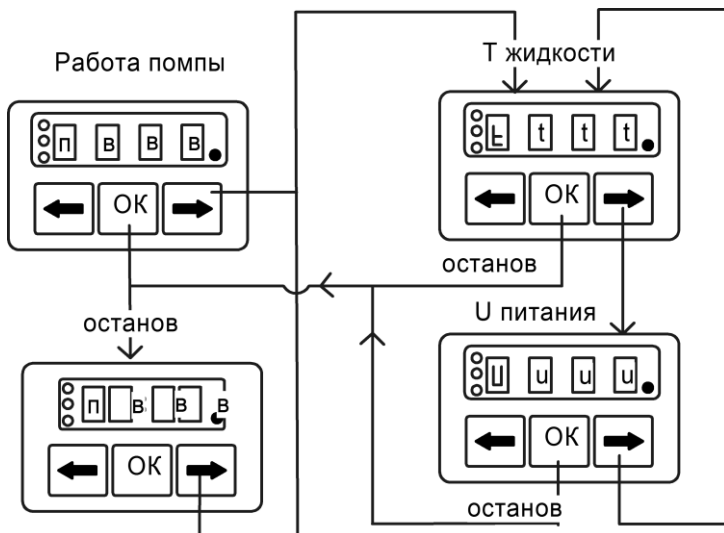 Работа помпы
п в в в
ОК
останов
п в в в
ОК
Т жидкости
t t t t
ОК
останов
U питания
U u u u
ОК
останов